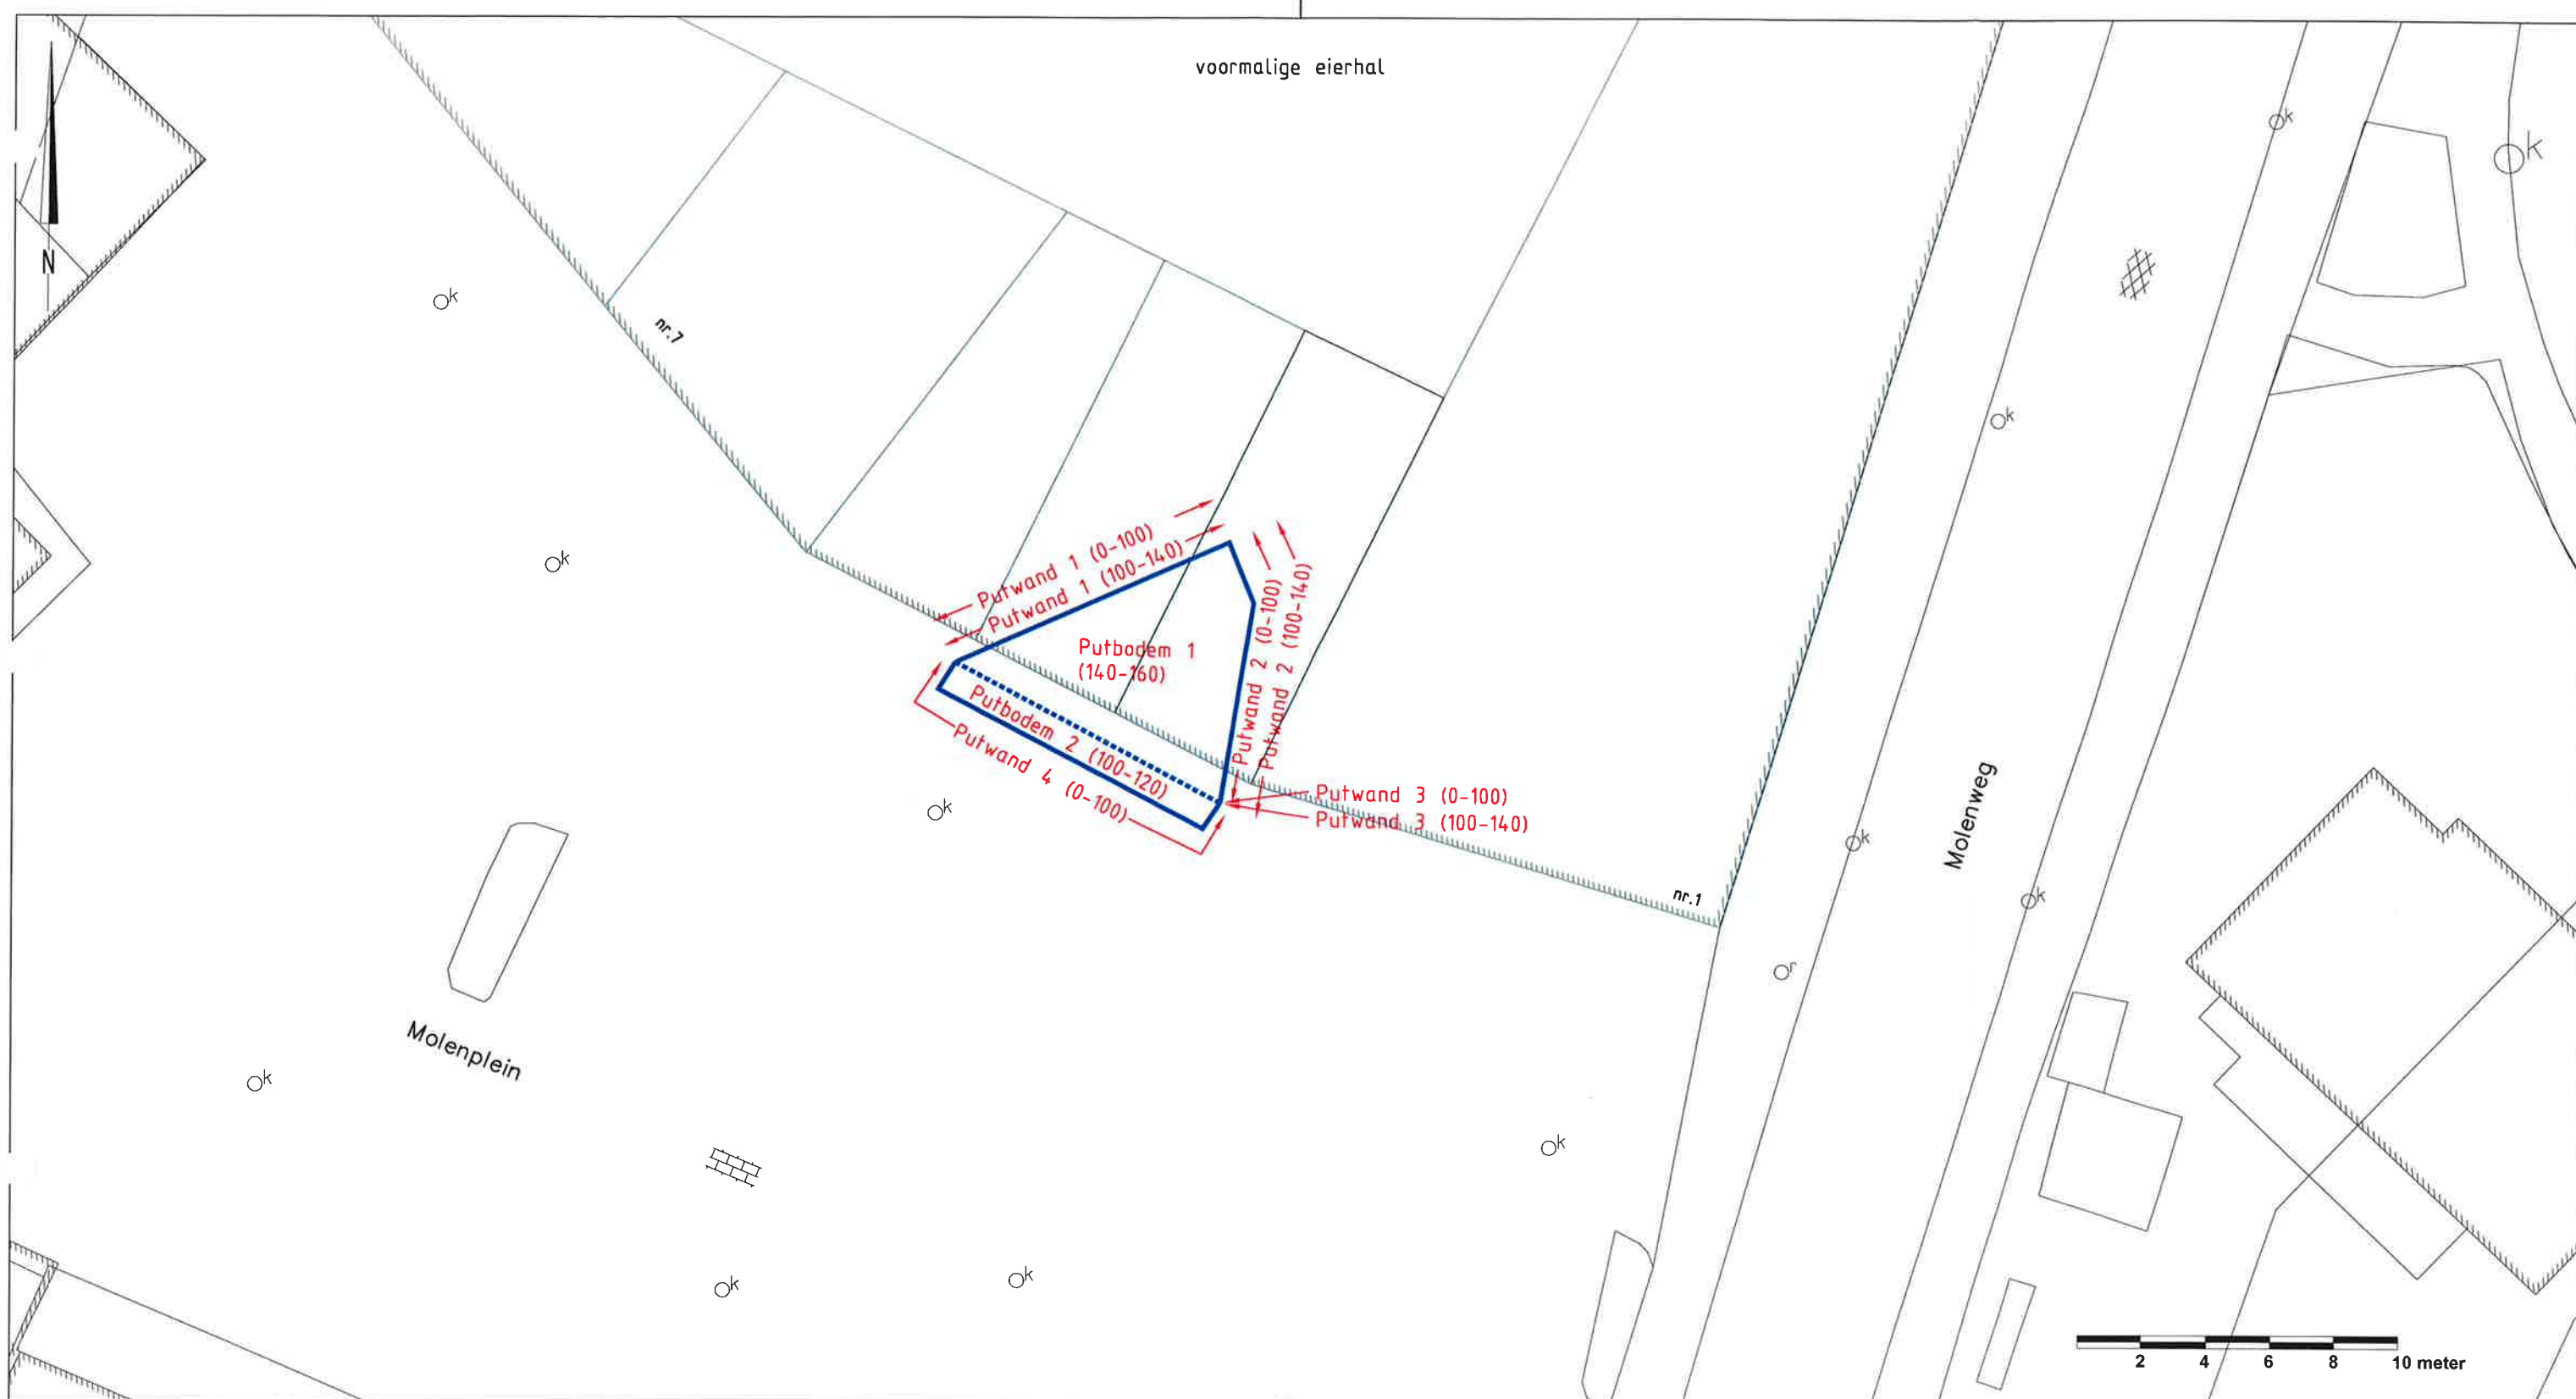 voormalige eierhal
N
nr.7
Putwand 1 (0-100)
Putwand 1 (100-140)
Putwand 2 (0-100)
Putwand 2 (100-140)
Putbodem 1
(140-160)
Putbodem 2 (100-120)
Putwand 4 (0-100)
Putwand 3 (0-100)
Putwand 3 (100-140)
nr.1
Molenweg
Molenplein
k
k
k
k
k
k
k
k
k
k
k
k
r
k
2 4 6 8 10 meter